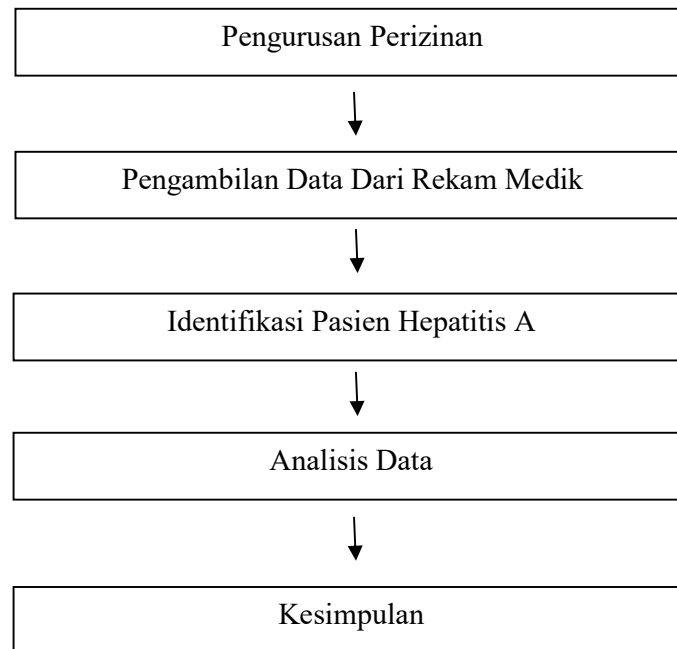 Pengurusan Perizinan
Pengambilan Data Dari Rekam Medik
Identifikasi Pasien Hepatitis A
Analisis Data
Kesimpulan